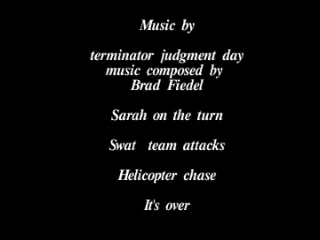 Music by
terminator judgment day
music composed by
Brad Fiedel
Sarah on the turn
Swat team attacks
Helicopter chase
It's over